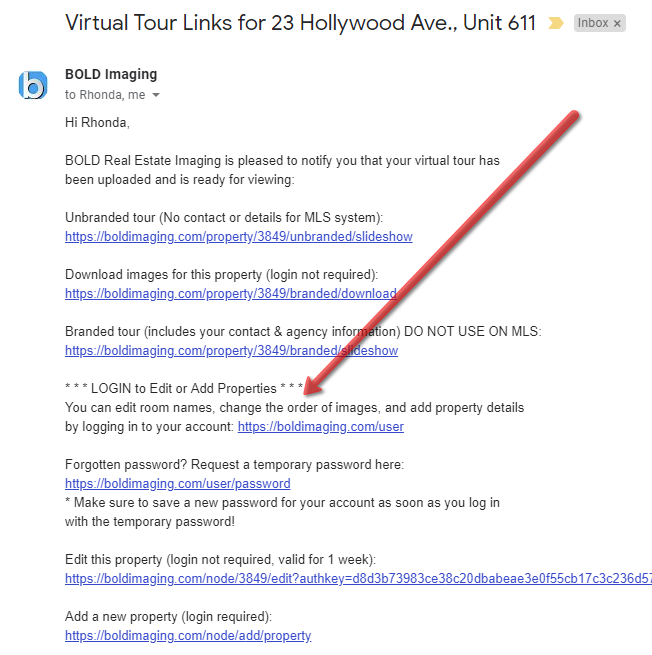 Virtual Tour Links for 23 Hollywood Ave., Unit 611 Inbox x
BOLD Imaging
to Rhonda, me
Hi Rhonda,
BOLD Real Estate Imaging is pleased to notify you that your virtual tour has
been uploaded and is ready for viewing:
Unbranded tour (No contact or details for MLS system):
https://boldimaging.com/property/3849/unbranded/slideshow
Download images for this property (login not required):
https://boldimaging.com/property/3849/branded/download
Branded tour (includes your contact & agency information) DO NOT USE ON MLS:
https://boldimaging.com/property/3849/branded/slideshow
* * * LOGIN to Edit or Add Properties * * *
You can edit room names, change the order of images, and add property details
by logging in to your account: https://boldimaging.com/user
Forgotten password? Request a temporary password here:
https://boldimaging.com/user/password
* Make sure to save a new password for your account as soon as you log in
with the temporary password!
Edit this property (login not required, valid for 1 week):
https://boldimaging.com/node/3849/edit?authkey=d8d3b73983ce38c20dbabeae3e0f55cb17c3c236d57
Add a new property (login required):
https://boldimaging.com/node/add/property